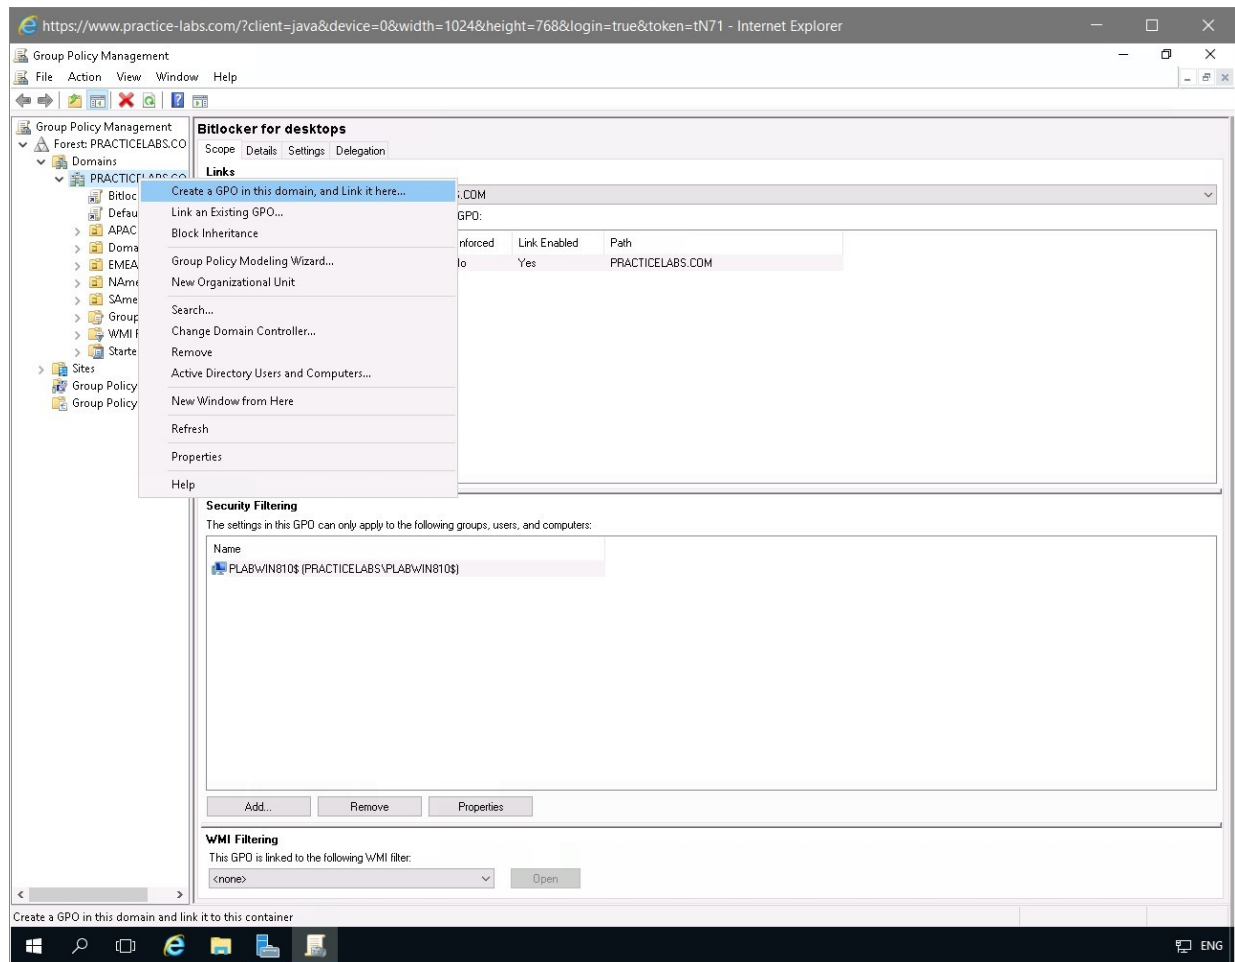 https://www.practice-labs.com/?client=java&device=0&width=1024&height=768&login=true&token=tN71 - Internet Explorer
Group Policy Management
File Action View Window Help
Group Policy Management
Forest: PRACTICELABS.CO
Domains
PRACTICELABS.CO
Bitloc
Defau
APAC
Doma
EMEA
NAme
SAme
Group
WMI F
Starte
Sites
Group Policy
Group Policy
Create a GPO in this domain, and Link it here...
Link an Existing GPO...
Block Inheritance
Group Policy Modeling Wizard...
New Organizational Unit
Search...
Change Domain Controller...
Remove
Active Directory Users and Computers...
New Window from Here
Refresh
Properties
Help
Bitlocker for desktops
Scope Details Settings Delegation
Links
S.COM
GPO:
nforced Link Enabled Path
lo Yes PRACTICELABS.COM
Security Filtering
The settings in this GPO can only apply to the following groups, users, and computers:
Name
PLABWIN810$ (PRACTICELABS\PLABWIN810$)
Add... Remove Properties
WMI Filtering
This GPO is linked to the following WMI filter:
<none> Open
Create a GPO in this domain and link it to this container
ENG